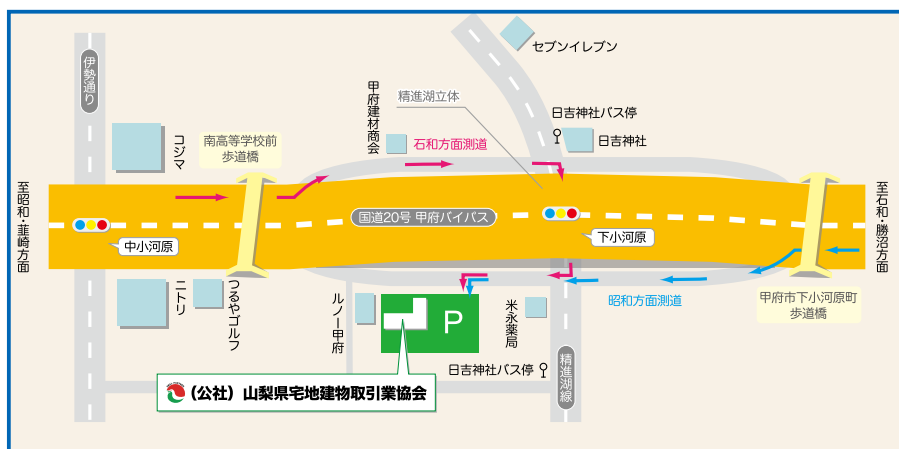 セブンイレブン
伊勢通り
甲府建材商会
精進湖立体
日吉神社バス停
コジマ
南高等学校前
歩道橋
石和方面測道
日吉神社
至昭和・韮崎方面
至石和・勝沼方面
国道20号 甲府バイパス
中小河原
下小河原
ニトリ
つるやゴルフ
ルノー甲府
P
米永薬局
昭和方面測道
甲府市下小河原町
歩道橋
日吉神社バス停
精進湖線
(公社)山梨県宅地建物取引業協会